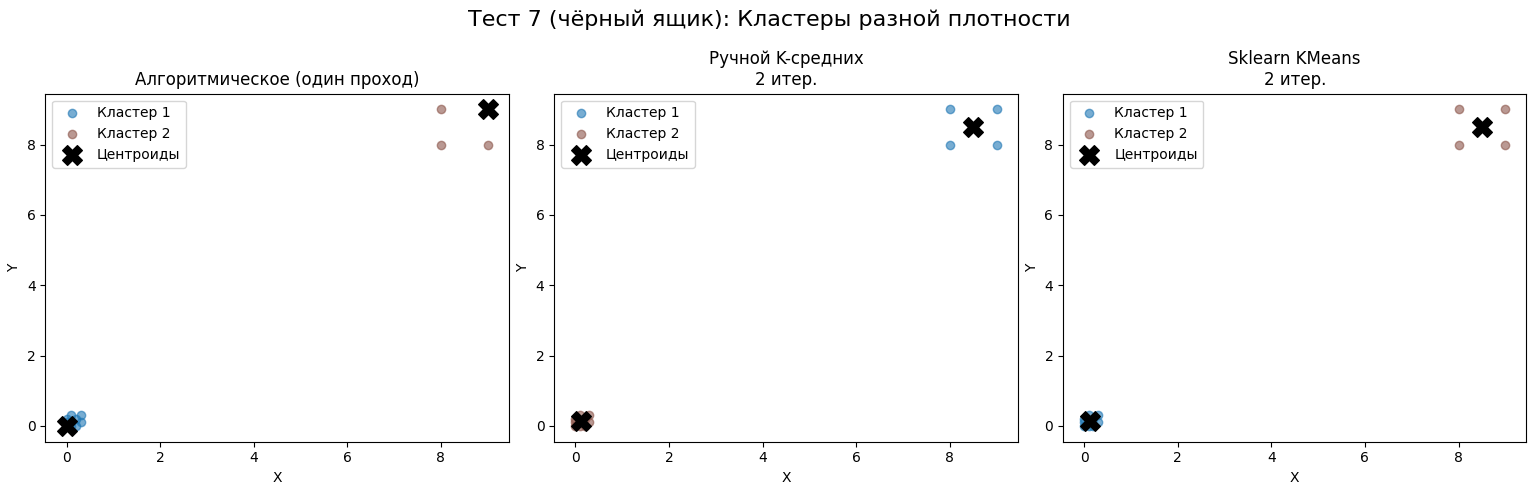 Тест 7 (чёрный ящик): Кластеры разной плотности
Алгоритмическое (один проход)
Кластер 1
Кластер 2
Центроиды
8
6
4
2
0
Y
0
2
4
6
8
X
Ручной K-средних
2 итер.
Кластер 1
Кластер 2
Центроиды
8
6
4
2
0
Y
0
2
4
6
8
X
Sklearn KMeans
2 итер.
Кластер 1
Кластер 2
Центроиды
8
6
4
2
0
Y
0
2
4
6
8
X